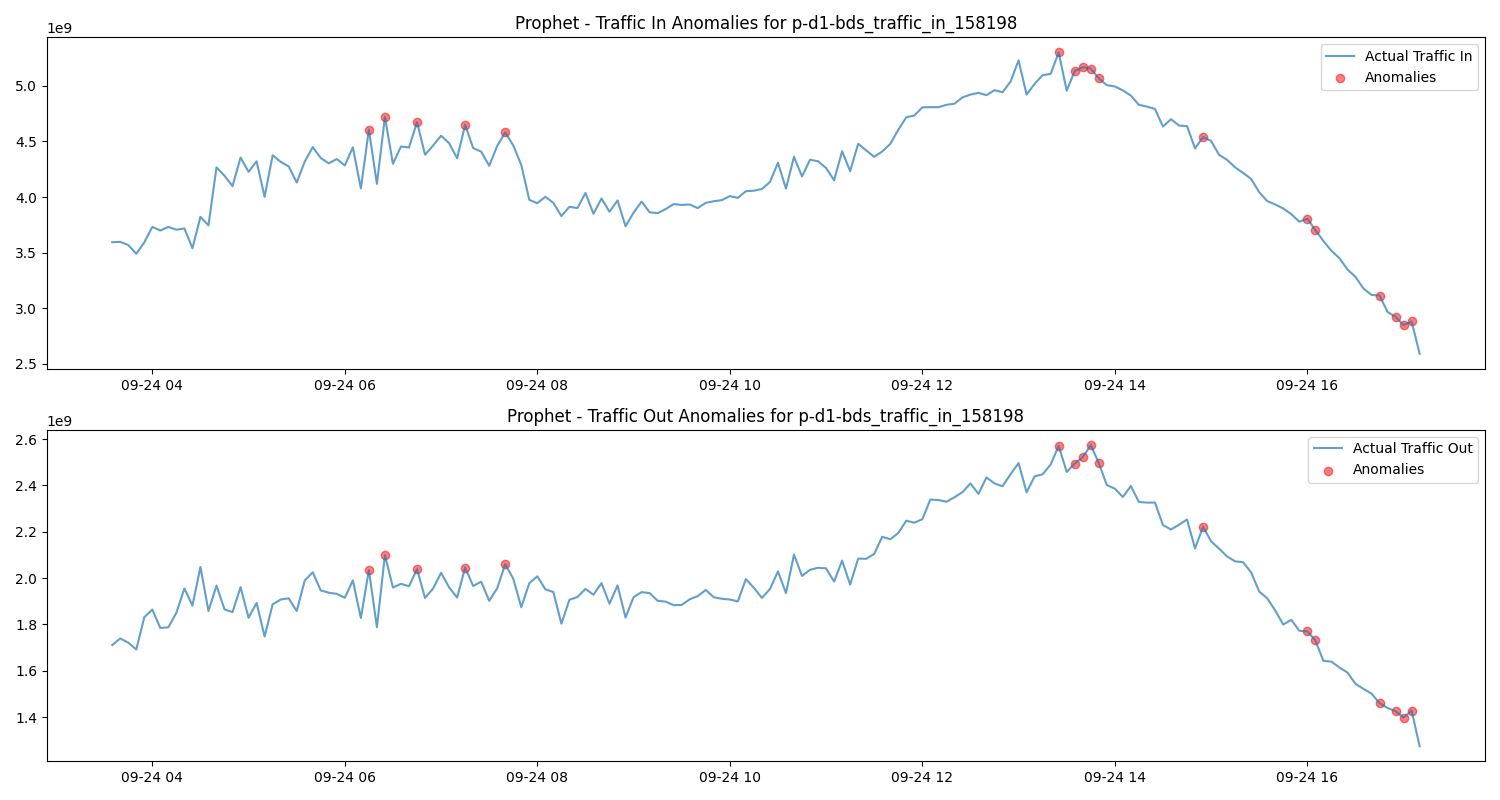 Prophet - Traffic In Anomalies for p-d1-bds_traffic_in_158198
1e9
Actual Traffic In
Anomalies
5.0
4.5
4.0
3.5
3.0
2.5
09-24 04 09-24 06 09-24 08 09-24 10 09-24 12 09-24 14 09-24 16
Prophet - Traffic Out Anomalies for p-d1-bds_traffic_in_158198
1e9
Actual Traffic Out
Anomalies
2.6
2.4
2.2
2.0
1.8
1.6
1.4
09-24 04 09-24 06 09-24 08 09-24 10 09-24 12 09-24 14 09-24 16